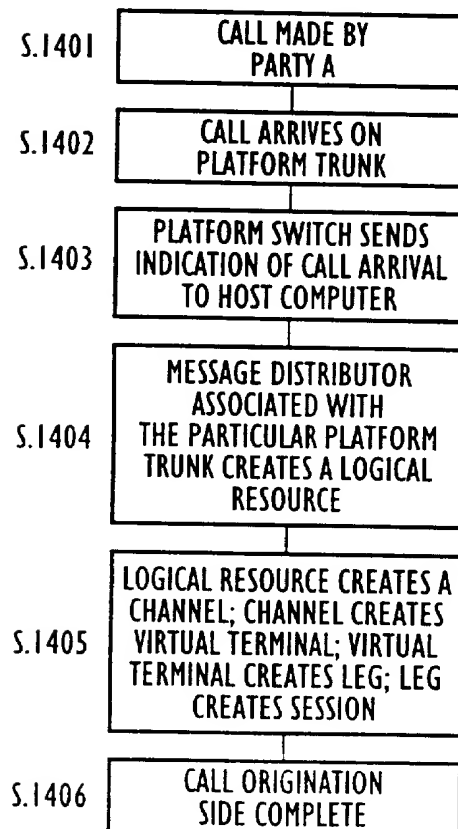 S.1401
CALL MADE BY
PARTY A
S.1402
CALL ARRIVES ON
PLATFORM TRUNK
S.1403
PLATFORM SWITCH SENDS
INDICATION OF CALL ARRIVAL
TO HOST COMPUTER
S.1404
MESSAGE DISTRIBUTOR
ASSOCIATED WITH
THE PARTICULAR PLATFORM
TRUNK CREATES A LOGICAL
RESOURCE
S.1405
LOGICAL RESOURCE CREATES A
CHANNEL; CHANNEL CREATES
VIRTUAL TERMINAL; VIRTUAL
TERMINAL CREATES LEG; LEG
CREATES SESSION
S.1406
CALL ORIGINATION
SIDE COMPLETE